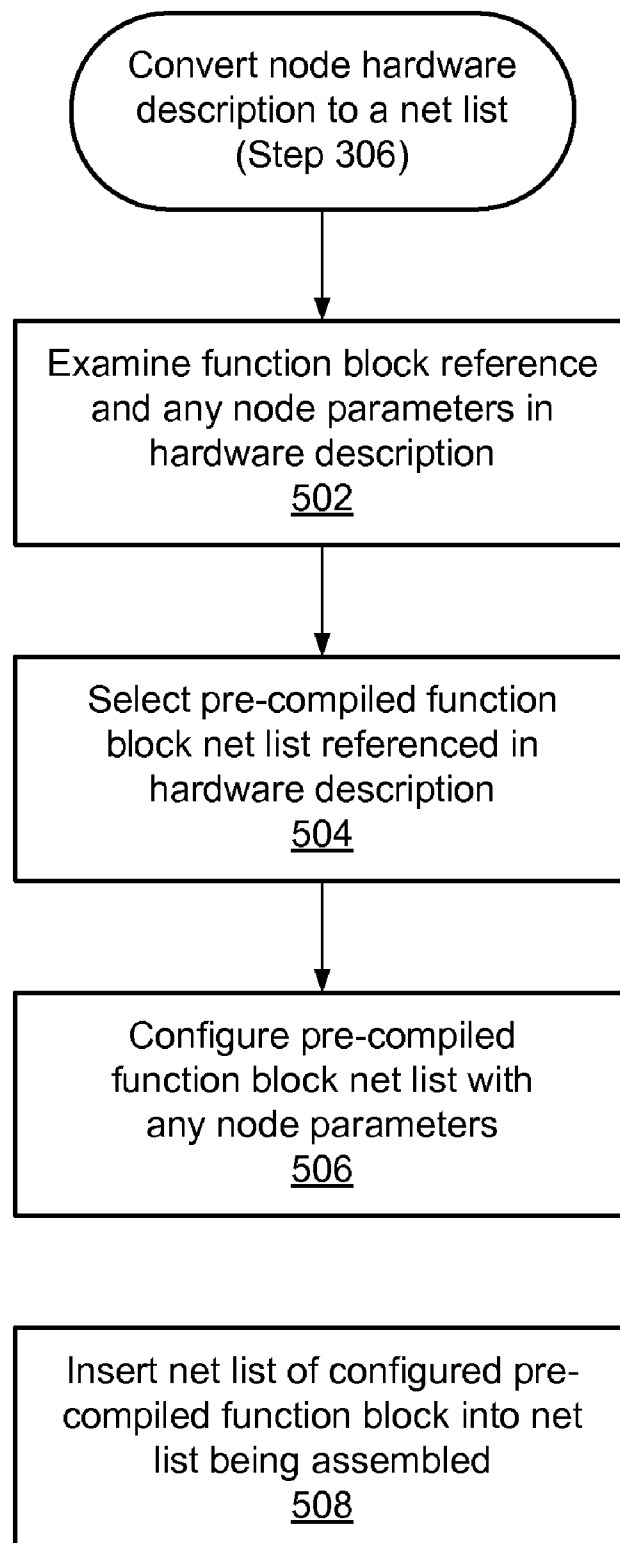 Convert node hardware
description to a net list
(Step 306)
Examine function block reference
and any node parameters in
hardware description
502
Select pre-compiled function
block net list referenced in
hardware description
504
Configure pre-compiled
function block net list with
any node parameters
506
Insert net list of configured pre-
compiled function block into net
list being assembled
508